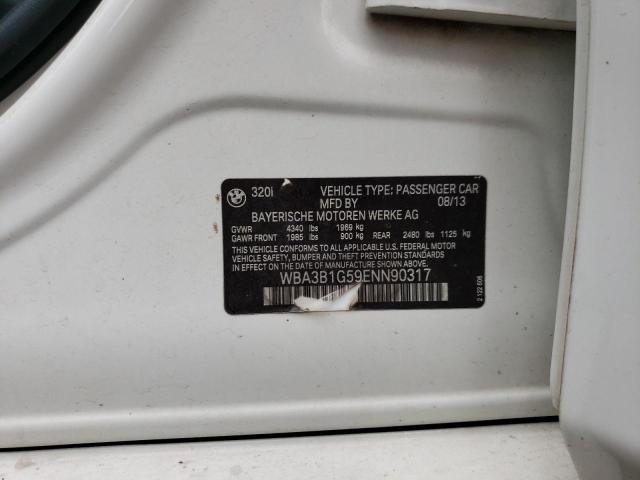 320i VEHICLE TYPE: PASSENGER CAR
MFD BY 08/13
BAYERISCHE MOTOREN WERKE AG
GVWR 4340 lbs 1969 kg
GAWR FRONT 1985 lbs 900 kg REAR 2480 lbs 1125 kg
THIS VEHICLE CONFORMS TO ALL APPLICABLE FEDERAL MOTOR
VEHICLE SAFETY, BUMPER AND THEFT PREVENTION STANDARDS
IN EFFECT ON THE DATE OF MANUFACTURE SHOWN ABOVE.
WBA3B1G59ENN90317